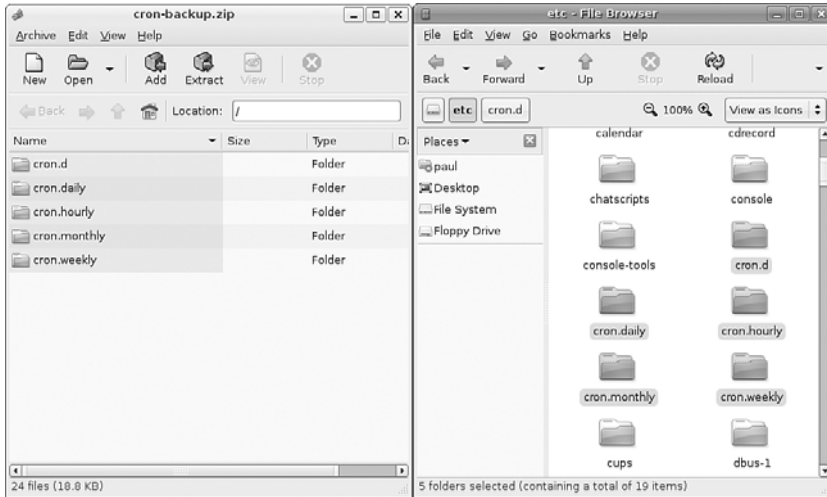 cron-backup.zip
Archive Edit View Help
New Open Add Extract View Stop
Back Location: /
Name Size Type Da
cron.d Folder
cron.daily Folder
cron.hourly Folder
cron.monthly Folder
cron.weekly Folder
24 files (18.8 KB)
etc - File Browser
File Edit View Go Bookmarks Help
Back Forward Up Stop Reload
etc cron.d 100% View as Icons
Places
paul
Desktop
File System
Floppy Drive
calendar cdrecord
chatscripts console
console-tools cron.d
cron.daily cron.hourly
cron.monthly cron.weekly
cups dbus-1
5 folders selected (containing a total of 19 items)